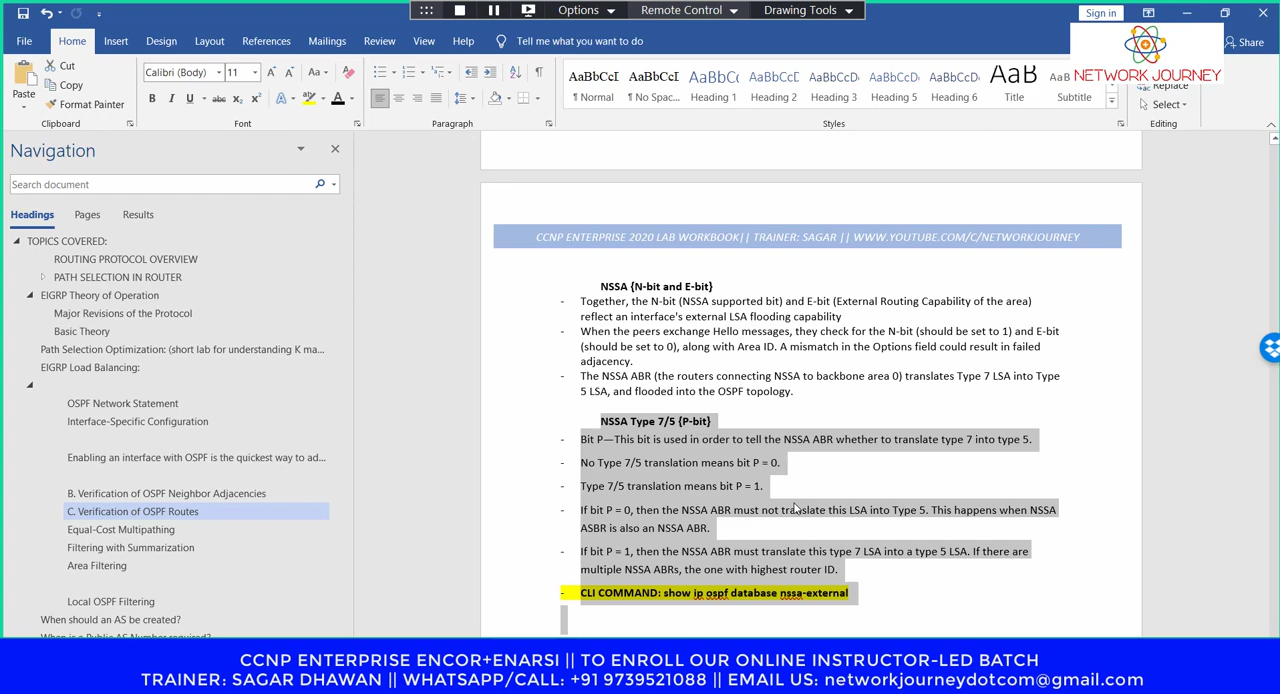 Options
Remote Control
Drawing Tools
Sign in
File
Home
Insert
Design
Layout
References
Mailings
Review
View
Help
Tell me what you want to do
Share
NETWORK JOURNEY
Paste
Cut
Copy
Format Painter
Clipboard
Calibri (Body)
11
Font
Paragraph
AaBbCcI
¶ Normal
AaBbCcI
¶ No Spac...
AaBbC(
Heading 1
AaBbCcI
Heading 2
AaBbCcI
Heading 3
AaBbCcI
Heading 5
AaBbCcI
Heading 6
AaB
Title
Subtitle
Styles
Replace
Select
Editing
Navigation
Search document
Headings
Pages
Results
TOPICS COVERED:
ROUTING PROTOCOL OVERVIEW
PATH SELECTION IN ROUTER
EIGRP Theory of Operation
Major Revisions of the Protocol
Basic Theory
Path Selection Optimization: (short lab for understanding K ma...
EIGRP Load Balancing:
OSPF Network Statement
Interface-Specific Configuration
Enabling an interface with OSPF is the quickest way to ad...
B. Verification of OSPF Neighbor Adjacencies
C. Verification of OSPF Routes
Equal-Cost Multipathing
Filtering with Summarization
Area Filtering
Local OSPF Filtering
When should an AS be created?
When is a Public AS Number required?
CCNP ENTERPRISE 2020 LAB WORKBOOK|| TRAINER: SAGAR || WWW.YOUTUBE.COM/C/NETWORKJOURNEY
NSSA {N-bit and E-bit}
- Together, the N-bit (NSSA supported bit) and E-bit (External Routing Capability of the area)
reflect an interface's external LSA flooding capability
- When the peers exchange Hello messages, they check for the N-bit (should be set to 1) and E-bit
(should be set to 0), along with Area ID. A mismatch in the Options field could result in failed
adjacency.
- The NSSA ABR (the routers connecting NSSA to backbone area 0) translates Type 7 LSA into Type
5 LSA, and flooded into the OSPF topology.
NSSA Type 7/5 {P-bit}
- Bit P—This bit is used in order to tell the NSSA ABR whether to translate type 7 into type 5.
- No Type 7/5 translation means bit P = 0.
- Type 7/5 translation means bit P = 1.
- If bit P = 0, then the NSSA ABR must not translate this LSA into Type 5. This happens when NSSA
ASBR is also an NSSA ABR.
- If bit P = 1, then the NSSA ABR must translate this type 7 LSA into a type 5 LSA. If there are
multiple NSSA ABRs, the one with highest router ID.
- CLI COMMAND: show ip ospf database nssa-external
CCNP ENTERPRISE ENCOR+ENARSI || TO ENROLL OUR ONLINE INSTRUCTOR-LED BATCH
TRAINER: SAGAR DHAWAN || WHATSAPP/CALL: +91 9739521088 || EMAIL US: networkjourneydotcom@gmail.com